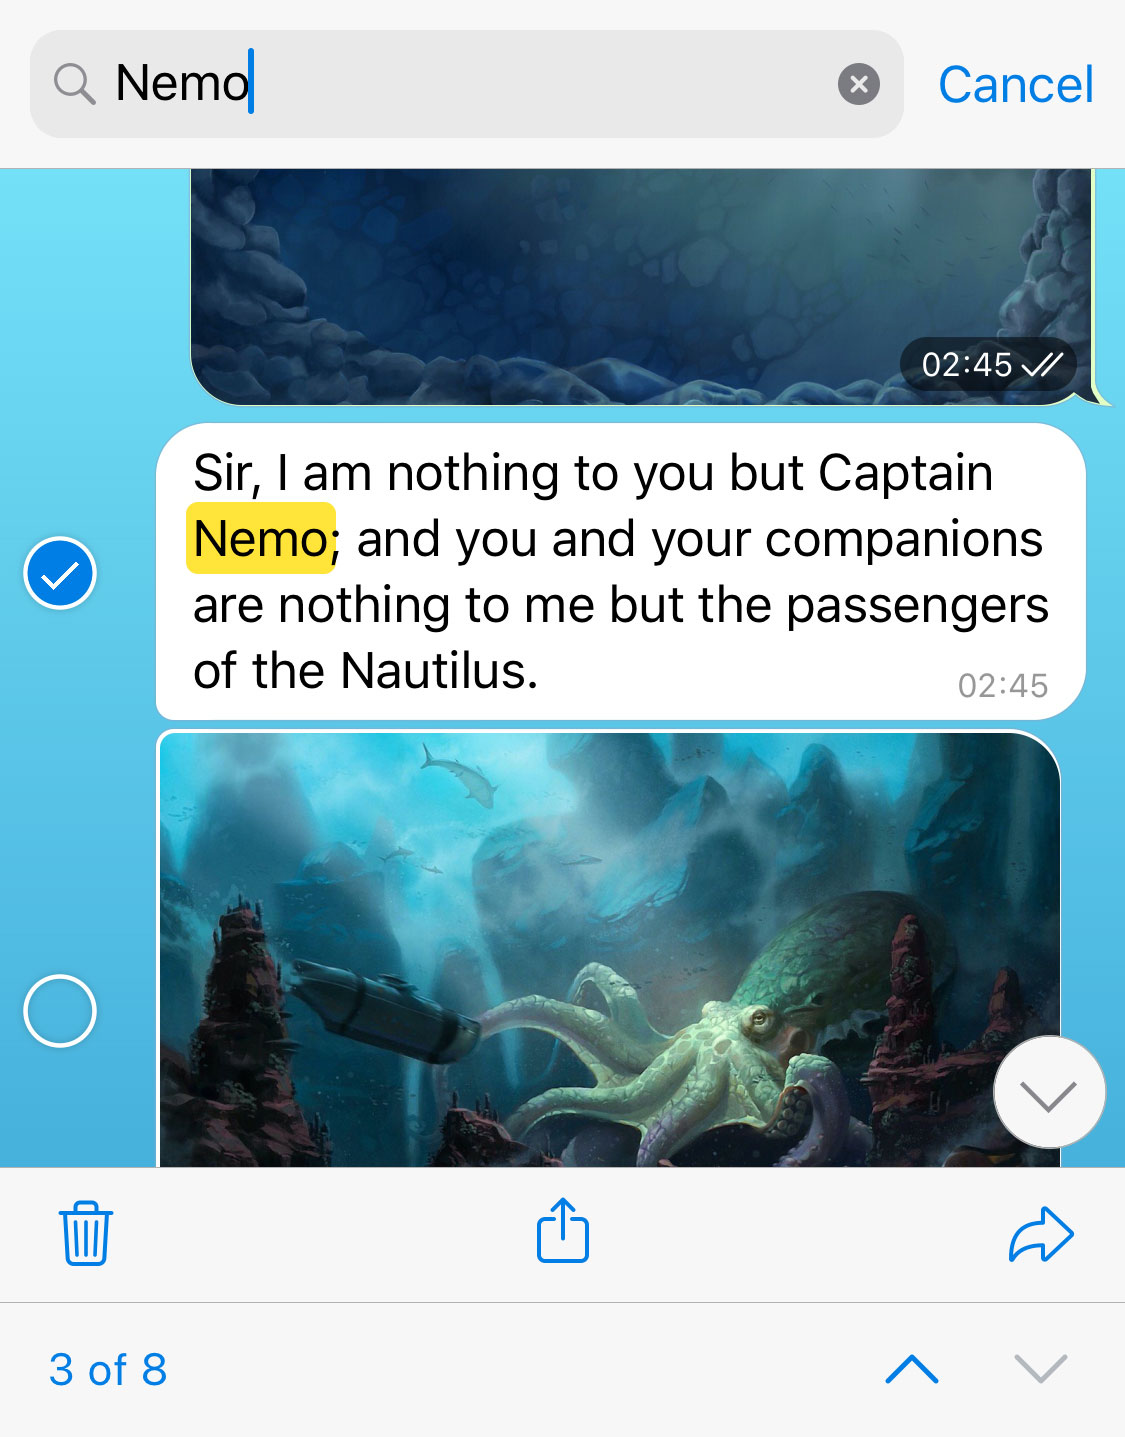 Nemo
Cancel
02:45
Sir, I am nothing to you but Captain
Nemo; and you and your companions
are nothing to me but the passengers
of the Nautilus.
02:45
3 of 8